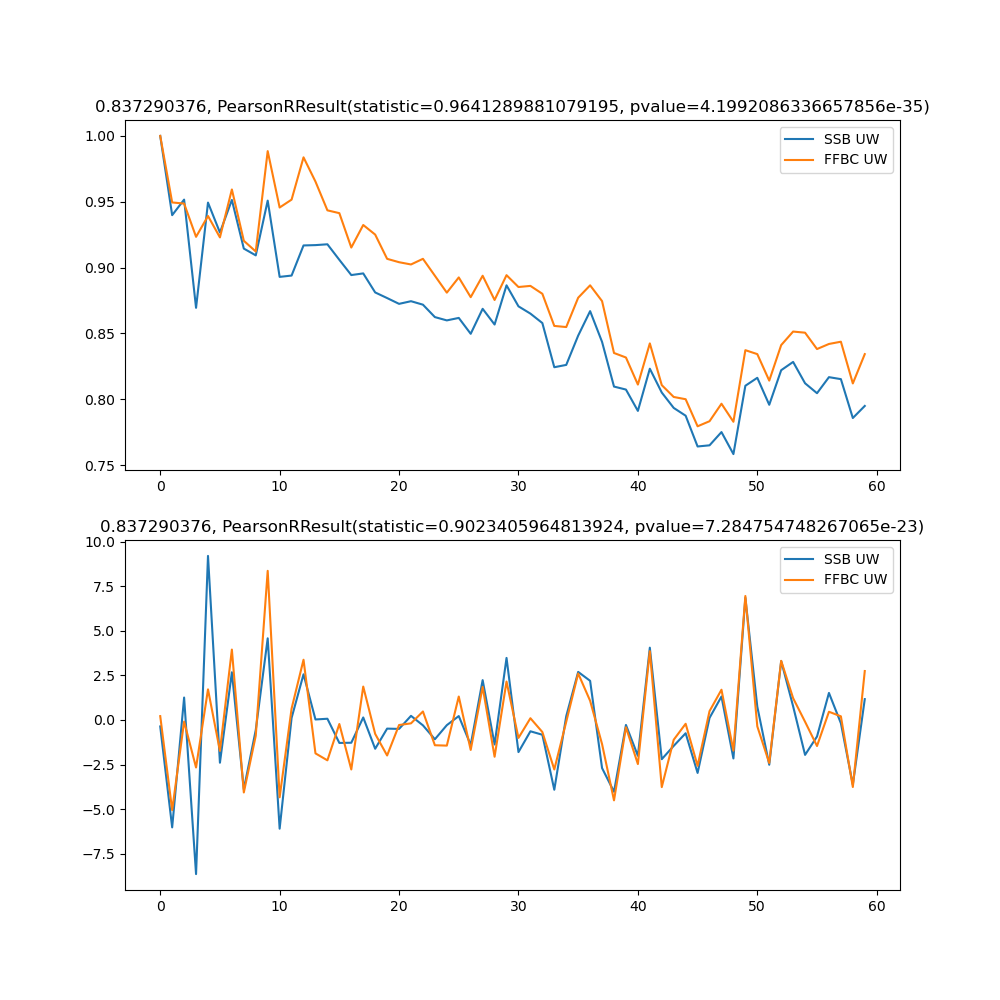 0.837290376, PearsonRResult(statistic=0.9641289881079195, pvalue=4.1992086336657856e-35)
1.00
0.95
0.90
0.85
0.80
0.75
SSB UW
FFBC UW
0 10 20 30 40 50 60
0.837290376, PearsonRResult(statistic=0.9023405964813924, pvalue=7.284754748267065e-23)
10.0
7.5
5.0
2.5
0.0
−2.5
−5.0
−7.5
SSB UW
FFBC UW
0 10 20 30 40 50 60